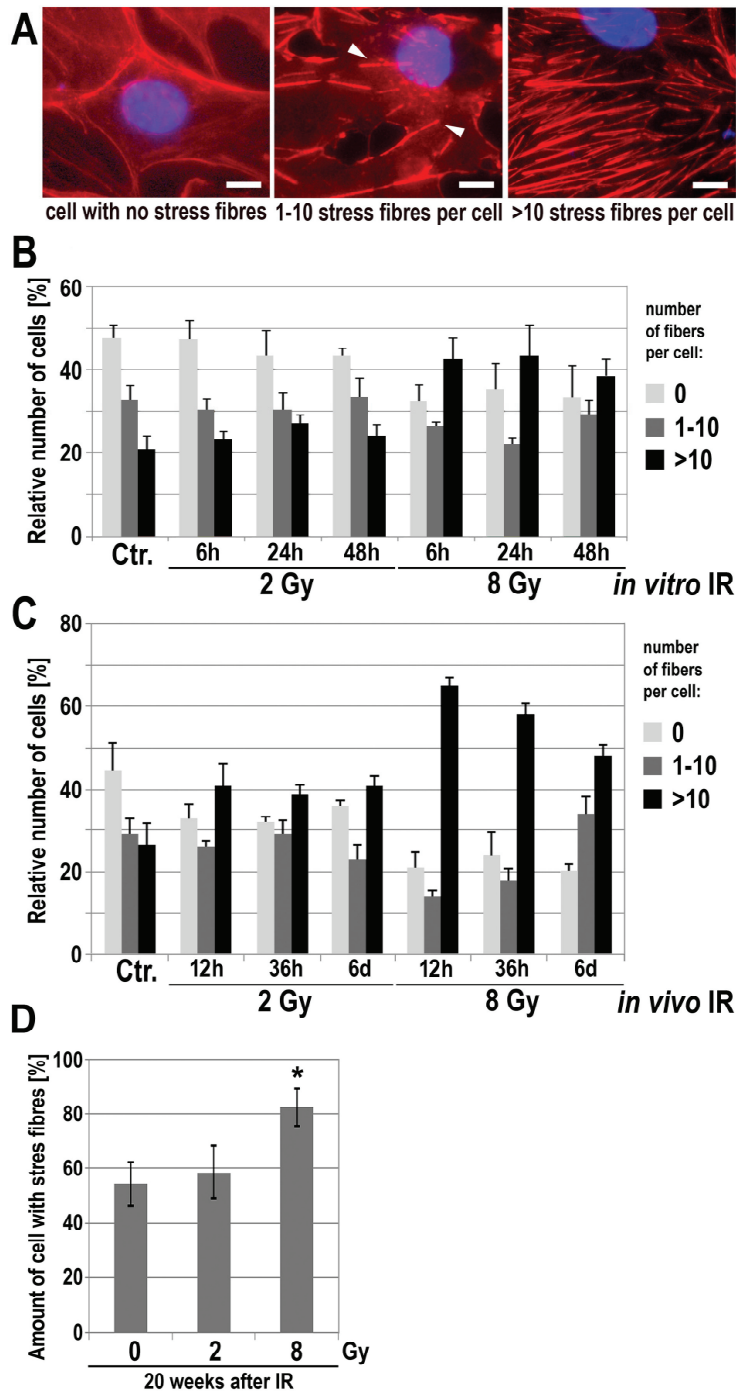 A
cell with no stress fibres
1-10 stress fibres per cell
>10 stress fibres per cell
B
Relative number of cells [%]
60
40
20
0
Ctr.
6h
24h
48h
6h
24h
48h
2 Gy
8 Gy
in vitro IR
number
of fibers
per cell:
0
1-10
>10
C
Relative number of cells [%]
80
60
40
20
0
Ctr.
12h
36h
6d
12h
36h
6d
2 Gy
8 Gy
in vivo IR
number
of fibers
per cell:
0
1-10
>10
D
Amount of cell with stres fibres [%]
100
80
60
40
20
0
*
0
2
8
Gy
20 weeks after IR